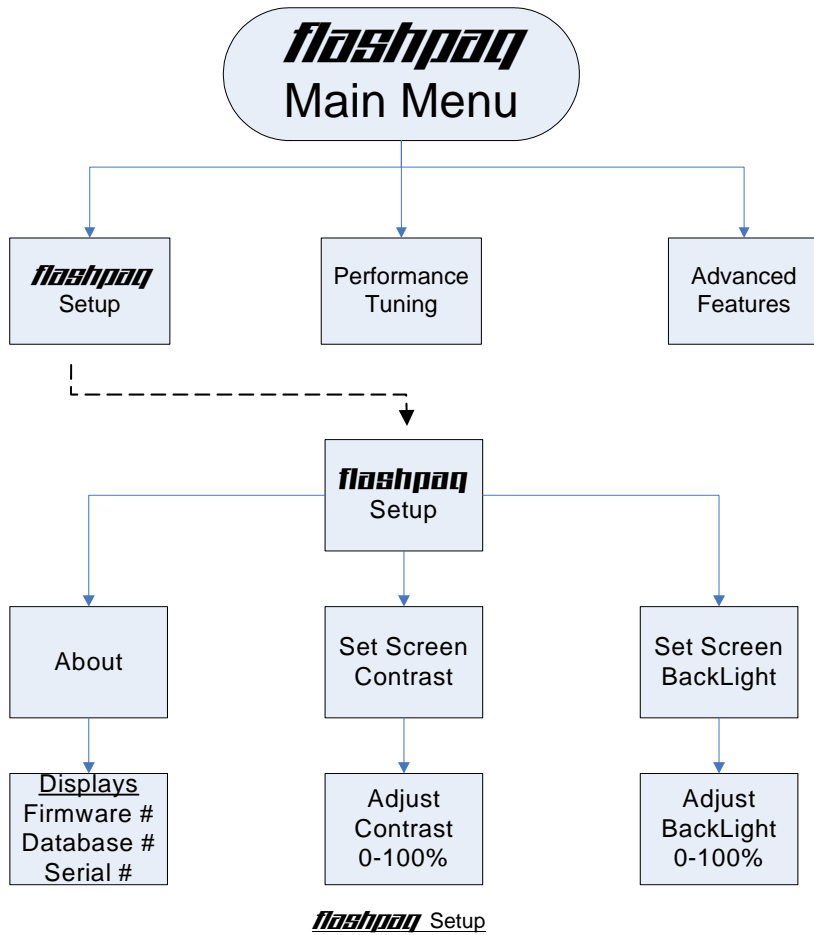 flashpaq
Main Menu
flashpaq
Setup
Performance
Tuning
Advanced
Features
flashpaq
Setup
About
Set Screen
Contrast
Set Screen
BackLight
Displays
Firmware #
Database #
Serial #
Adjust
Contrast
0-100%
Adjust
BackLight
0-100%
flashpaq Setup